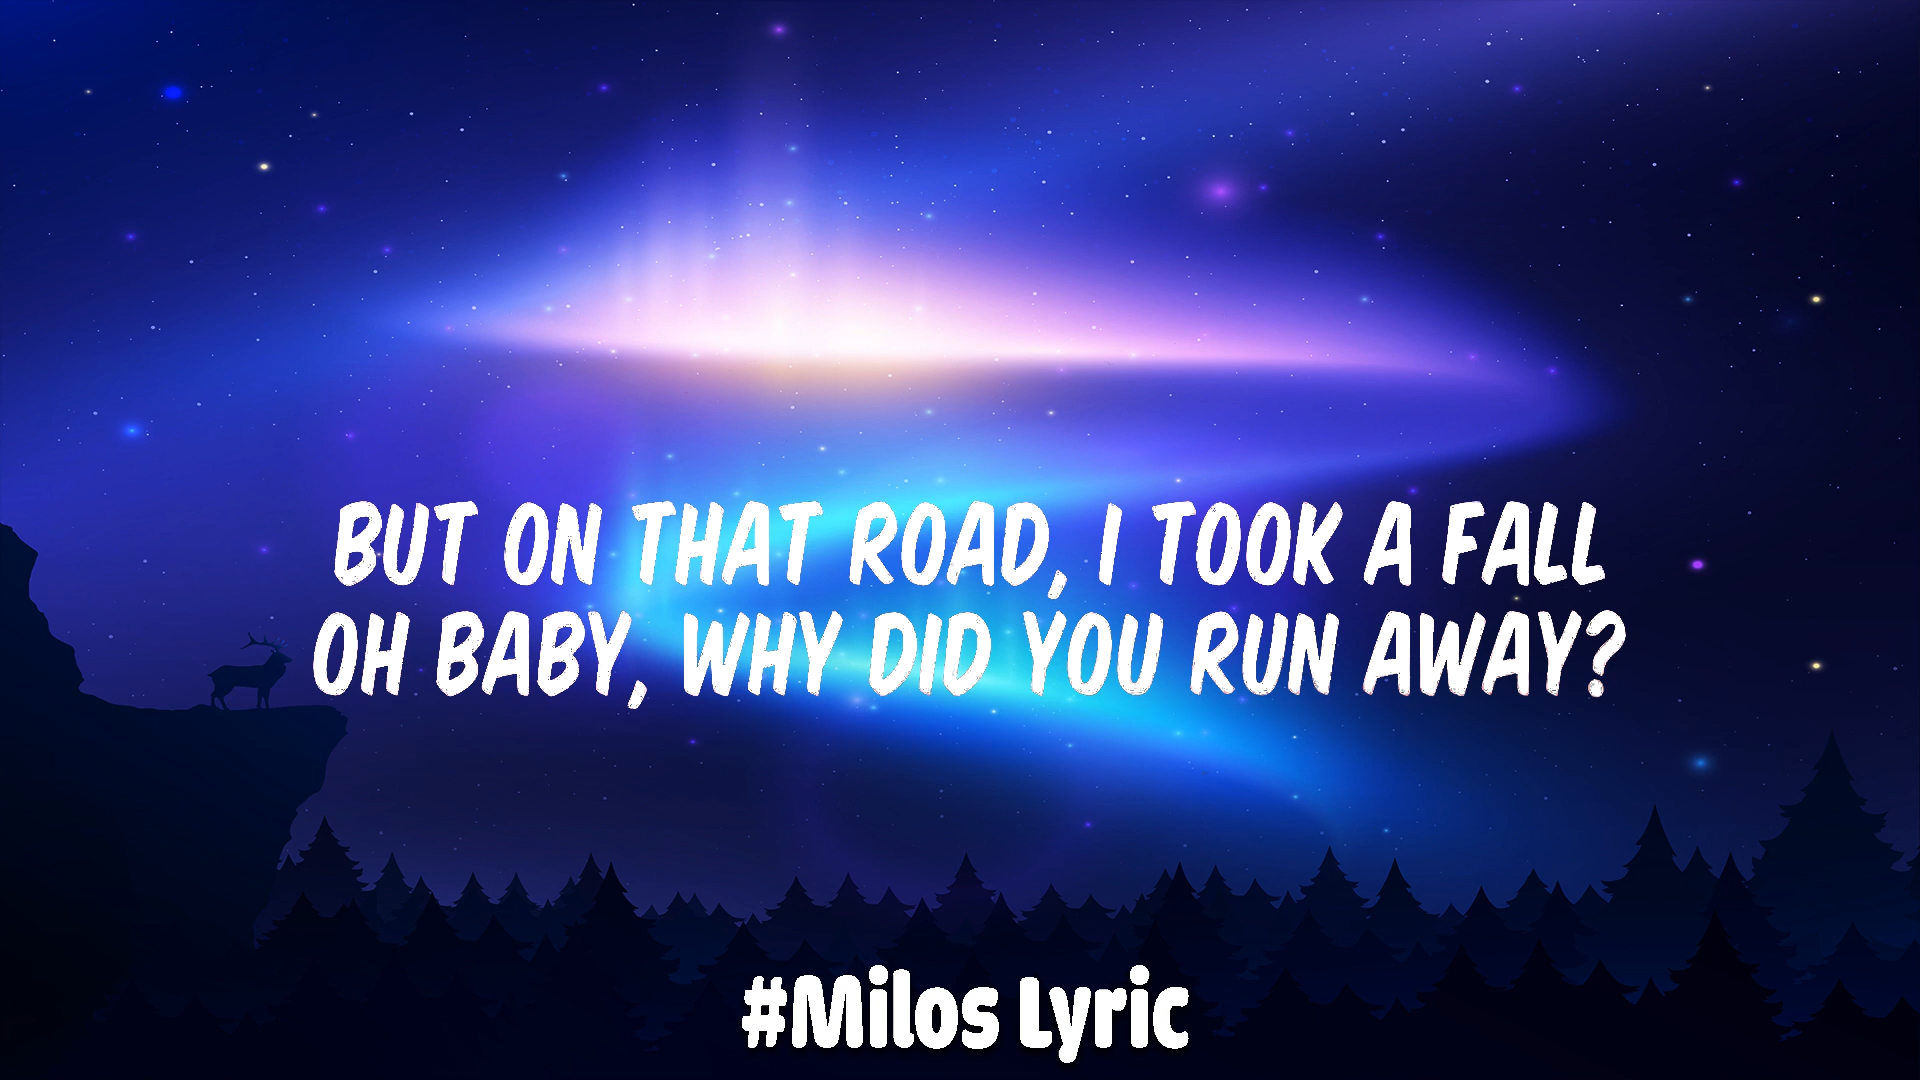 BUT ON THAT ROAD, I TOOK A FALL
OH BABY, WHY DID YOU RUN AWAY?
#Milos Lyric